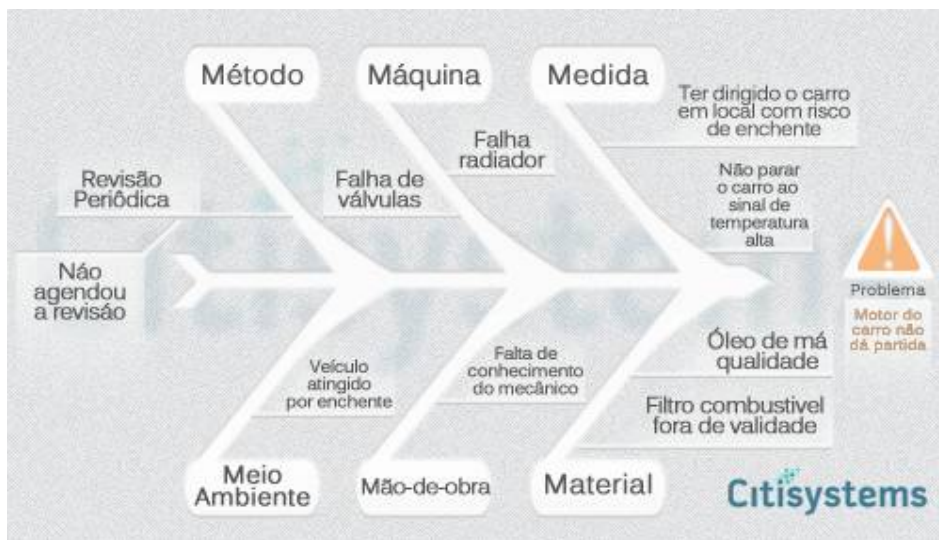 Método
Máquina
Medida
Ter dirigido o carro
em local com risco
de enchente
Falha
radiador
Revisão
Periôdica
Falha de
válvulas
Não parar
o carro ao
sinal de
temperatura
alta
Náo
agendou
a revisão
Problema
Motor do
carro não
dá partida
Veículo
atingido
por enchente
Falta de
conhecimento
do mecânico
Óleo de má
qualidade
Filtro combustivel
fora de validade
Meio
Ambiente
Mão-de-obra
Material
Citisystems